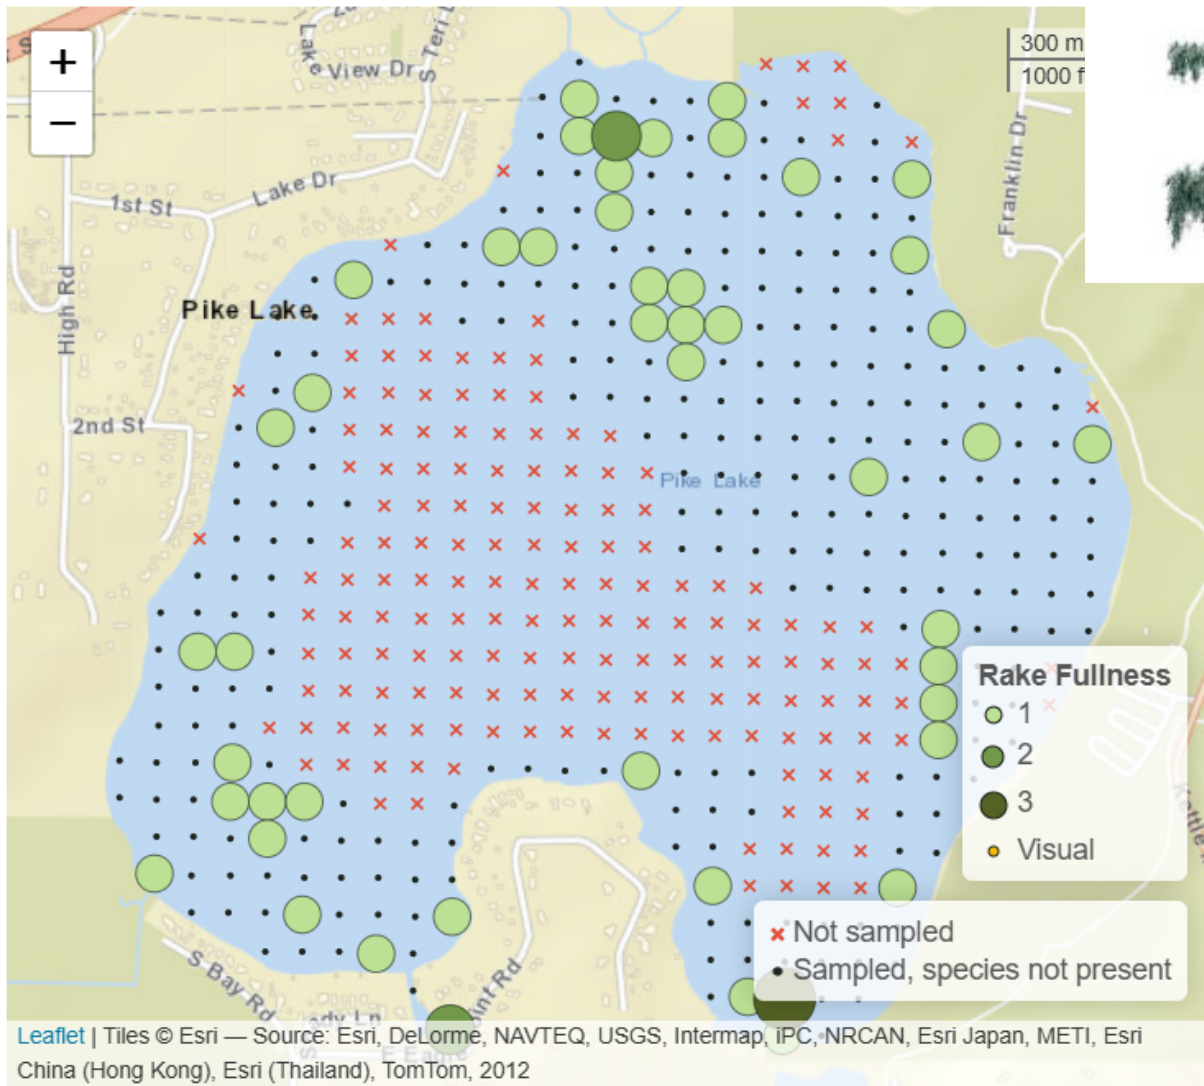 +
−
Lake View Dr
S Teri L
300 m
1000 f
Franklin Dr
Lake Dr
1st St
High Rd
Pike Lake
2nd St
Pike Lake
Rake Fullness
1
2
3
Visual
Not sampled
Sampled, species not present
S Bay Rd
Leaflet | Tiles © Esri — Source: Esri, DeLorme, NAVTEQ, USGS, Intermap, iPC, NRCAN, Esri Japan, METI, Esri
China (Hong Kong), Esri (Thailand), TomTom, 2012